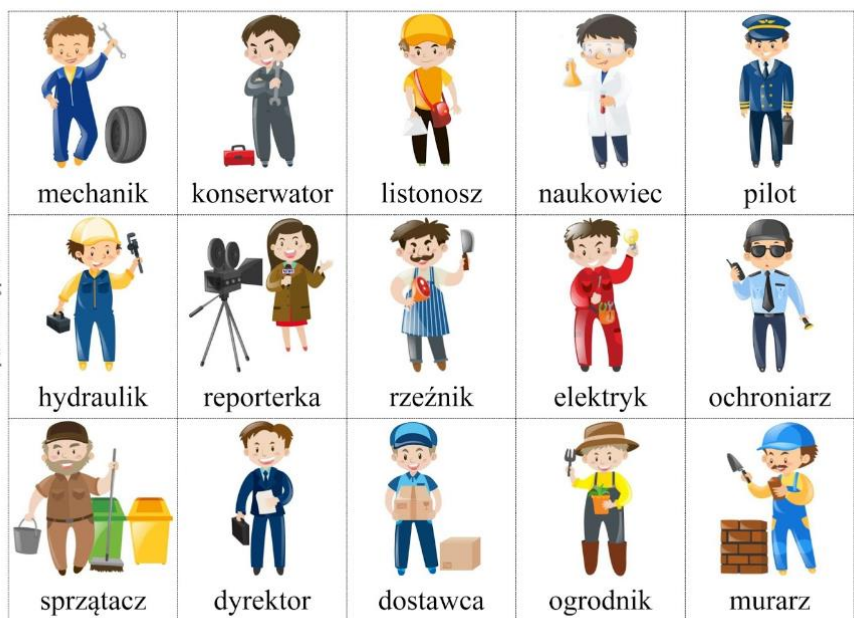 mechanik konserwator listonosz naukowiec pilot
hydraulik reporterka rzeźnik elektryk ochroniarz
sprzątacz dyrektor dostawca ogrodnik murarz